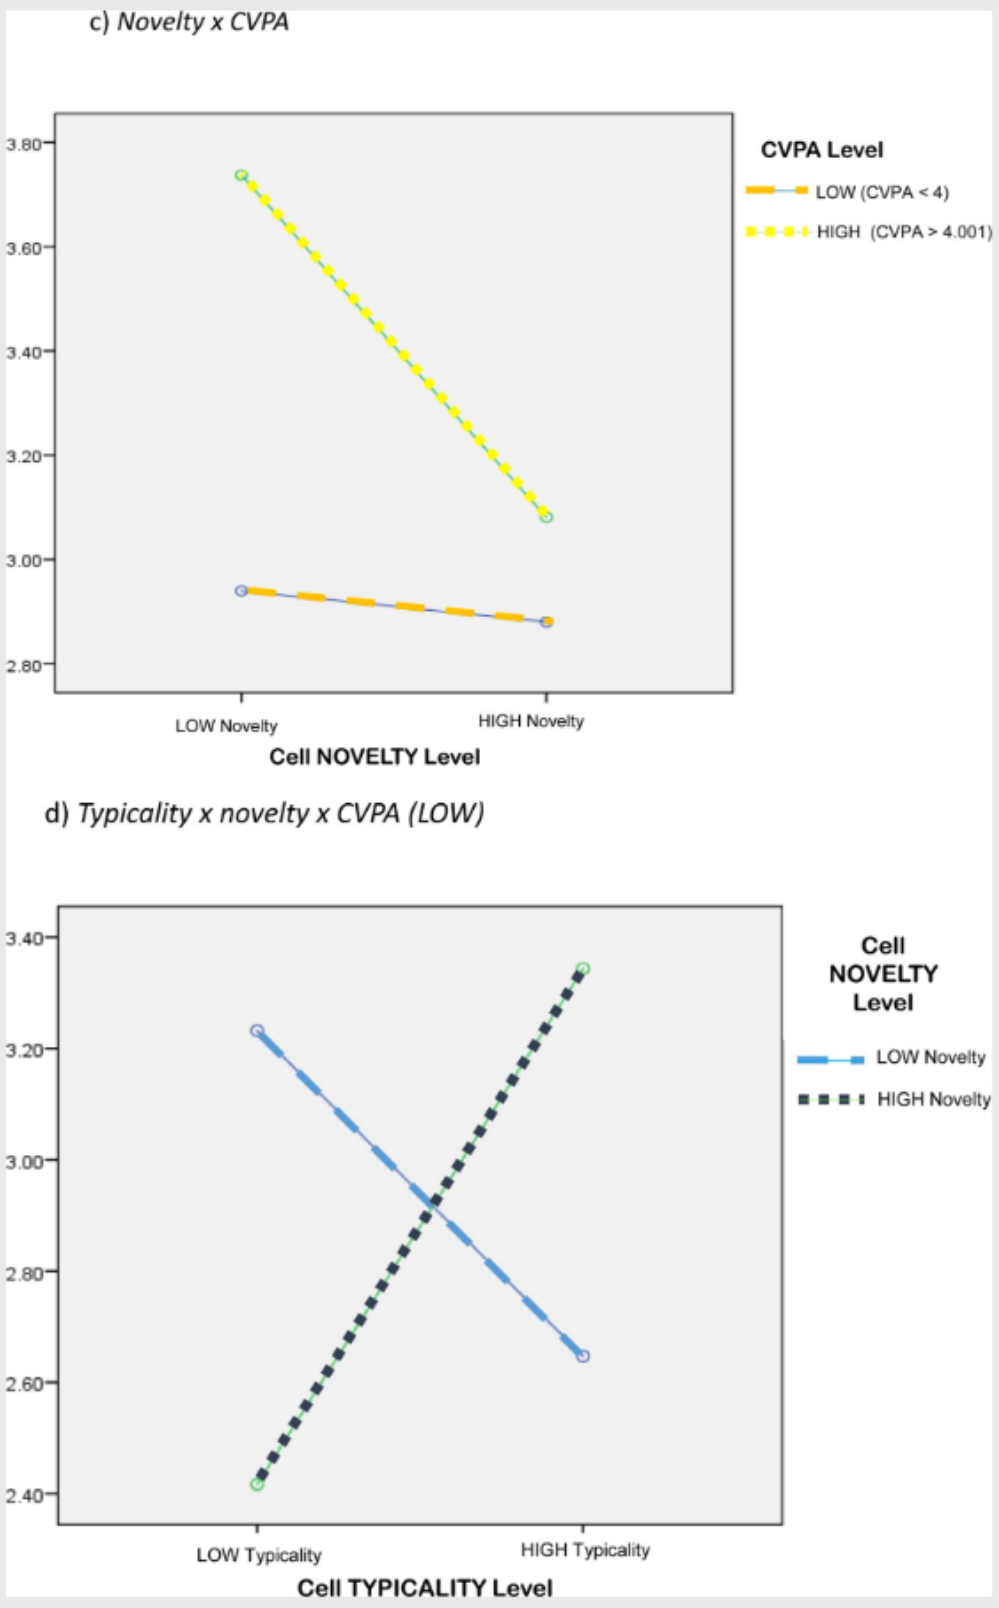 c) Novelty x CVPA
3.80
3.60
3.40
3.20
3.00
2.80
CVPA Level
LOW (CVPA < 4)
HIGH (CVPA > 4.001)
LOW Novelty
HIGH Novelty
Cell NOVELTY Level
d) Typicality x novelty x CVPA (LOW)
3.40
3.20
3.00
2.80
2.60
2.40
Cell
NOVELTY
Level
LOW Novelty
HIGH Novelty
LOW Typicality
HIGH Typicality
Cell TYPICALITY Level